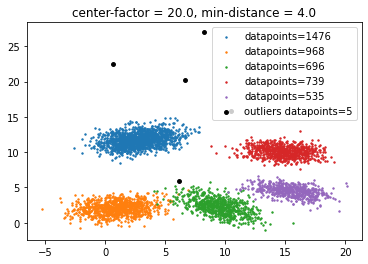 center-factor = 20.0, min-distance = 4.0
datapoints=1476
datapoints=968
datapoints=696
datapoints=739
datapoints=535
outliers datapoints=5
25
20
15
10
5
0
−5
0
5
10
15
20